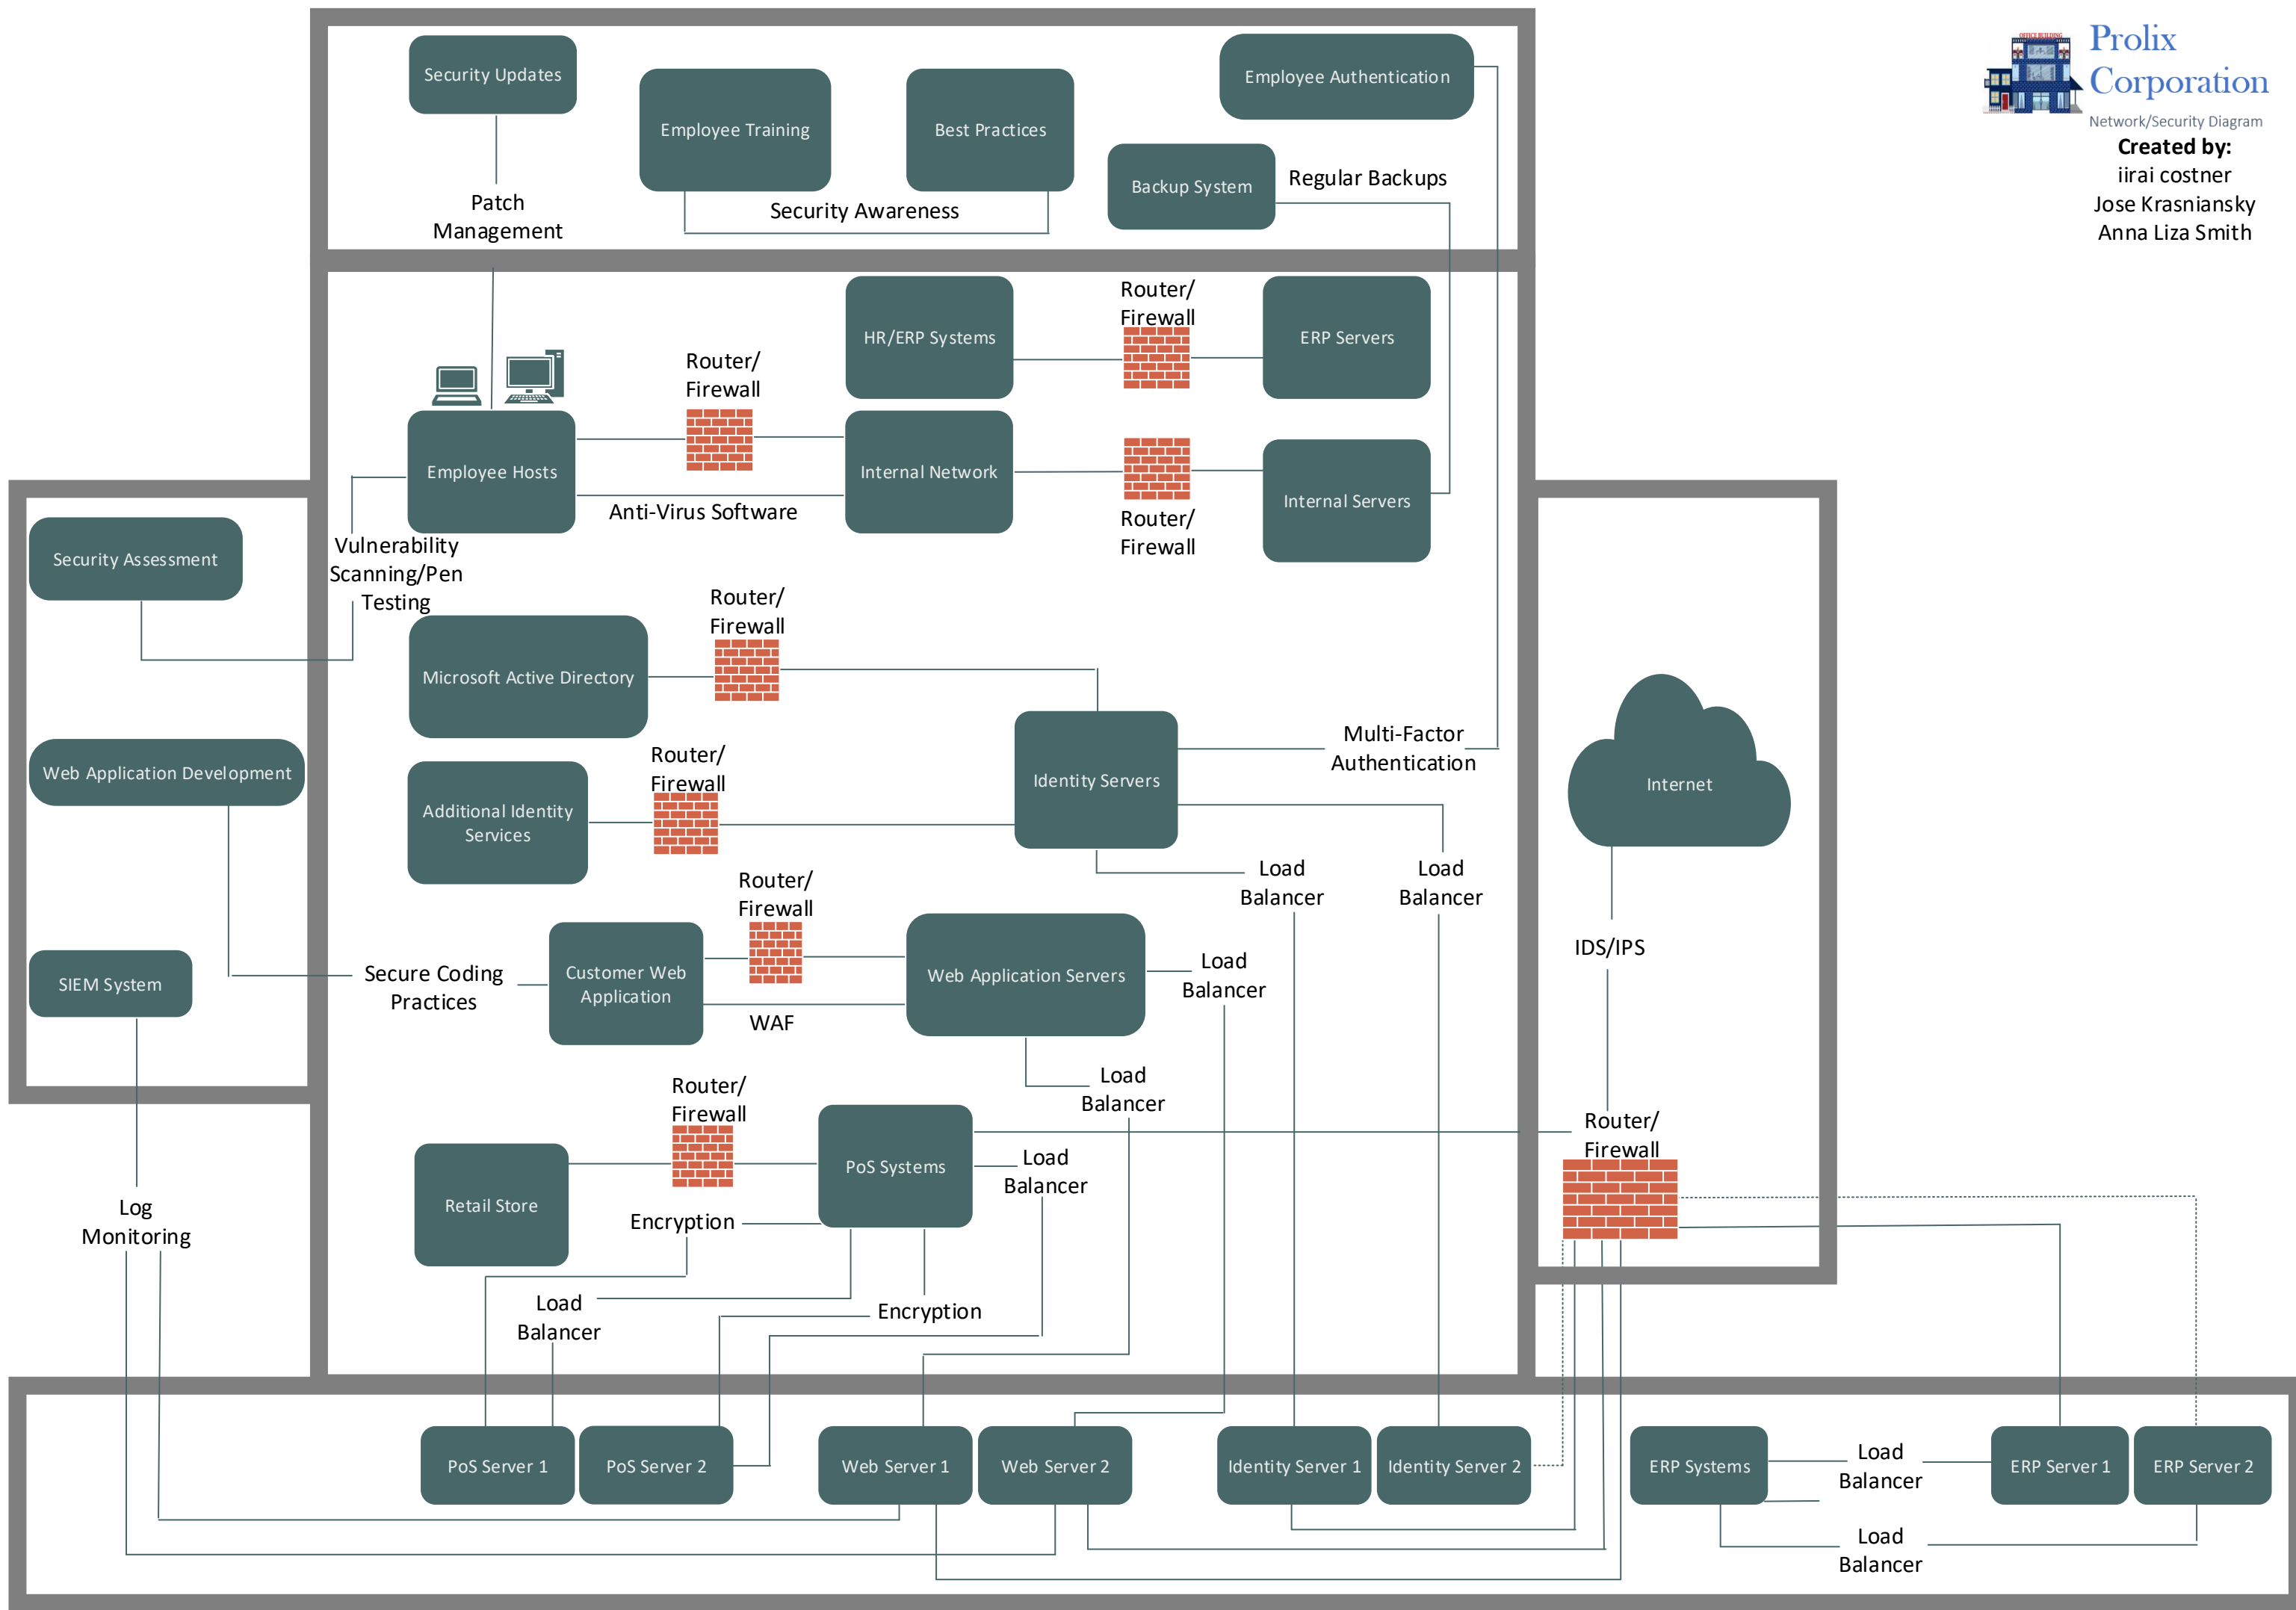 OFFICE BUILDING
Prolix
Corporation
Network/Security Diagram
Created by:
iirai costner
Jose Krasniansky
Anna Liza Smith
Security Updates
Employee Training
Best Practices
Employee Authentication
Backup System
Regular Backups
Patch
Management
Security Awareness
HR/ERP Systems
Router/
Firewall
ERP Servers
Router/
Firewall
Employee Hosts
Internal Network
Internal Servers
Anti-Virus Software
Router/
Firewall
Security Assessment
Vulnerability
Scanning/Pen
Testing
Router/
Firewall
Microsoft Active Directory
Multi-Factor
Authentication
Web Application Development
Router/
Firewall
Identity Servers
Internet
Additional Identity
Services
Load
Balancer
Load
Balancer
Router/
Firewall
IDS/IPS
SIEM System
Secure Coding
Practices
Customer Web
Application
Web Application Servers
Load
Balancer
WAF
Load
Balancer
Router/
Firewall
Router/
Firewall
PoS Systems
Load
Balancer
Retail Store
Log
Monitoring
Encryption
Load
Balancer
Encryption
PoS Server 1
PoS Server 2
Web Server 1
Web Server 2
Identity Server 1
Identity Server 2
ERP Systems
Load
Balancer
ERP Server 1
ERP Server 2
Load
Balancer